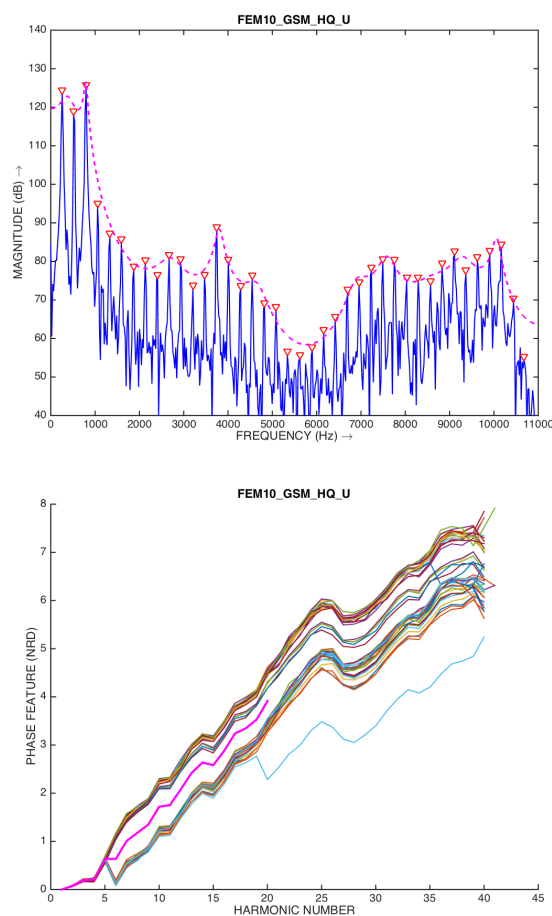 FEM10_GSM_HQ_U
140
130
120
110
100
90
80
70
60
50
40
MAGNITUDE (dB) →
0 1000 2000 3000 4000 5000 6000 7000 8000 9000 10000 11000
FREQUENCY (Hz) →
FEM10_GSM_HQ_U
8
7
6
5
4
3
2
1
0
PHASE FEATURE (NRD)
0 5 10 15 20 25 30 35 40 45
HARMONIC NUMBER